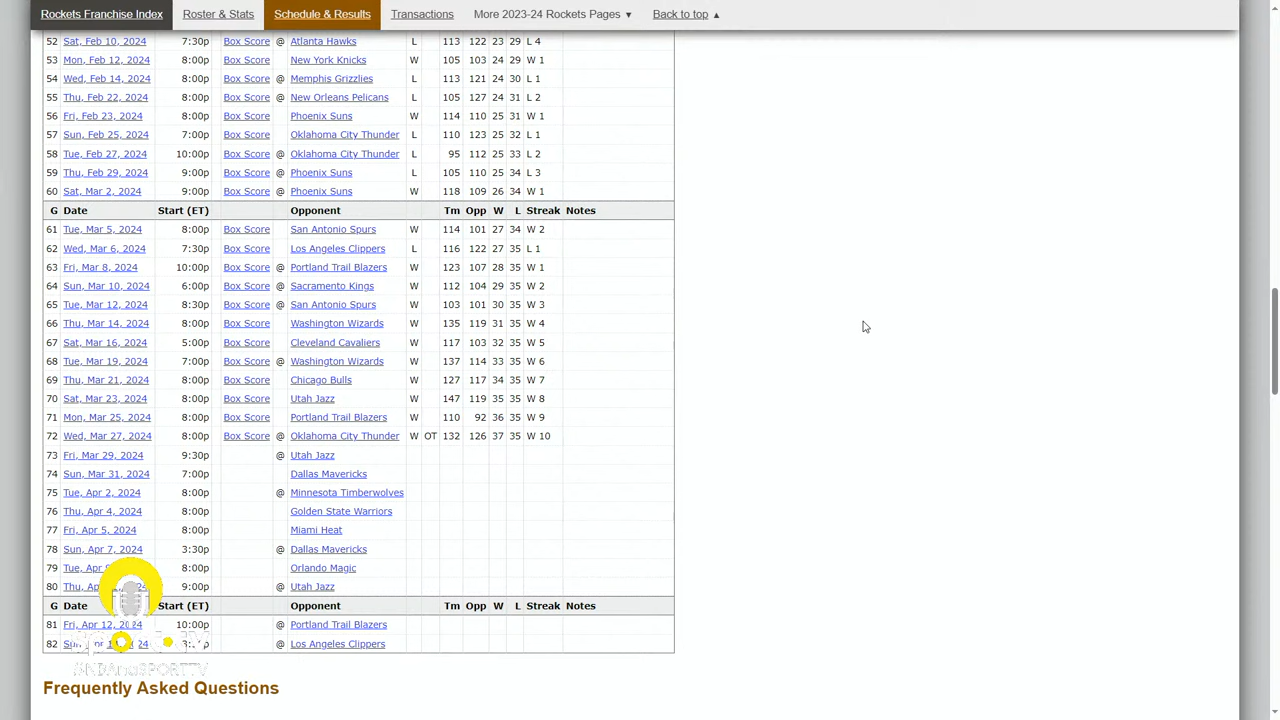 Rockets Franchise Index Roster & Stats Schedule & Results Transactions More 2023-24 Rockets Pages ▼ Back to top ▲
52 Sat, Feb 10, 2024 7:30p Box Score @ Atlanta Hawks L 113 122 23 29 L 4
53 Mon, Feb 12, 2024 8:00p Box Score New York Knicks W 105 103 24 29 W 1
54 Wed, Feb 14, 2024 8:00p Box Score @ Memphis Grizzlies L 113 121 24 30 L 1
55 Thu, Feb 22, 2024 8:00p Box Score @ New Orleans Pelicans L 105 127 24 31 L 2
56 Fri, Feb 23, 2024 8:00p Box Score Phoenix Suns W 114 110 25 31 W 1
57 Sun, Feb 25, 2024 7:00p Box Score Oklahoma City Thunder L 110 123 25 32 L 1
58 Tue, Feb 27, 2024 10:00p Box Score @ Oklahoma City Thunder L 95 112 25 33 L 2
59 Thu, Feb 29, 2024 9:00p Box Score @ Phoenix Suns L 105 110 25 34 L 3
60 Sat, Mar 2, 2024 9:00p Box Score @ Phoenix Suns W 118 109 26 34 W 1
G Date Start (ET) Opponent Tm Opp W L Streak Notes
61 Tue, Mar 5, 2024 8:00p Box Score San Antonio Spurs W 114 101 27 34 W 2
62 Wed, Mar 6, 2024 7:30p Box Score Los Angeles Clippers L 116 122 27 35 L 1
63 Fri, Mar 8, 2024 10:00p Box Score @ Portland Trail Blazers W 123 107 28 35 W 1
64 Sun, Mar 10, 2024 6:00p Box Score @ Sacramento Kings W 112 104 29 35 W 2
65 Tue, Mar 12, 2024 8:30p Box Score @ San Antonio Spurs W 103 101 30 35 W 3
66 Thu, Mar 14, 2024 8:00p Box Score Washington Wizards W 135 119 31 35 W 4
67 Sat, Mar 16, 2024 5:00p Box Score Cleveland Cavaliers W 117 103 32 35 W 5
68 Tue, Mar 19, 2024 7:00p Box Score @ Washington Wizards W 137 114 33 35 W 6
69 Thu, Mar 21, 2024 8:00p Box Score Chicago Bulls W 127 117 34 35 W 7
70 Sat, Mar 23, 2024 8:00p Box Score Utah Jazz W 147 119 35 35 W 8
71 Mon, Mar 25, 2024 8:00p Box Score Portland Trail Blazers W 110 92 36 35 W 9
72 Wed, Mar 27, 2024 8:00p Box Score @ Oklahoma City Thunder W OT 132 126 37 35 W 10
73 Fri, Mar 29, 2024 9:30p @ Utah Jazz
74 Sun, Mar 31, 2024 7:00p Dallas Mavericks
75 Tue, Apr 2, 2024 8:00p @ Minnesota Timberwolves
76 Thu, Apr 4, 2024 8:00p Golden State Warriors
77 Fri, Apr 5, 2024 8:00p Miami Heat
78 Sun, Apr 7, 2024 3:30p @ Dallas Mavericks
79 Tue, 8:00p Orlando Magic
80 Thu, 9:00p @ Utah Jazz
G Date Start (ET) Opponent Tm Opp W L Streak Notes
81 Fri, Apr 12, 2024 10:00p @ Portland Trail Blazers
82 Sun, @ Los Angeles Clippers
#NBAnaSPORTTV
Frequently Asked Questions